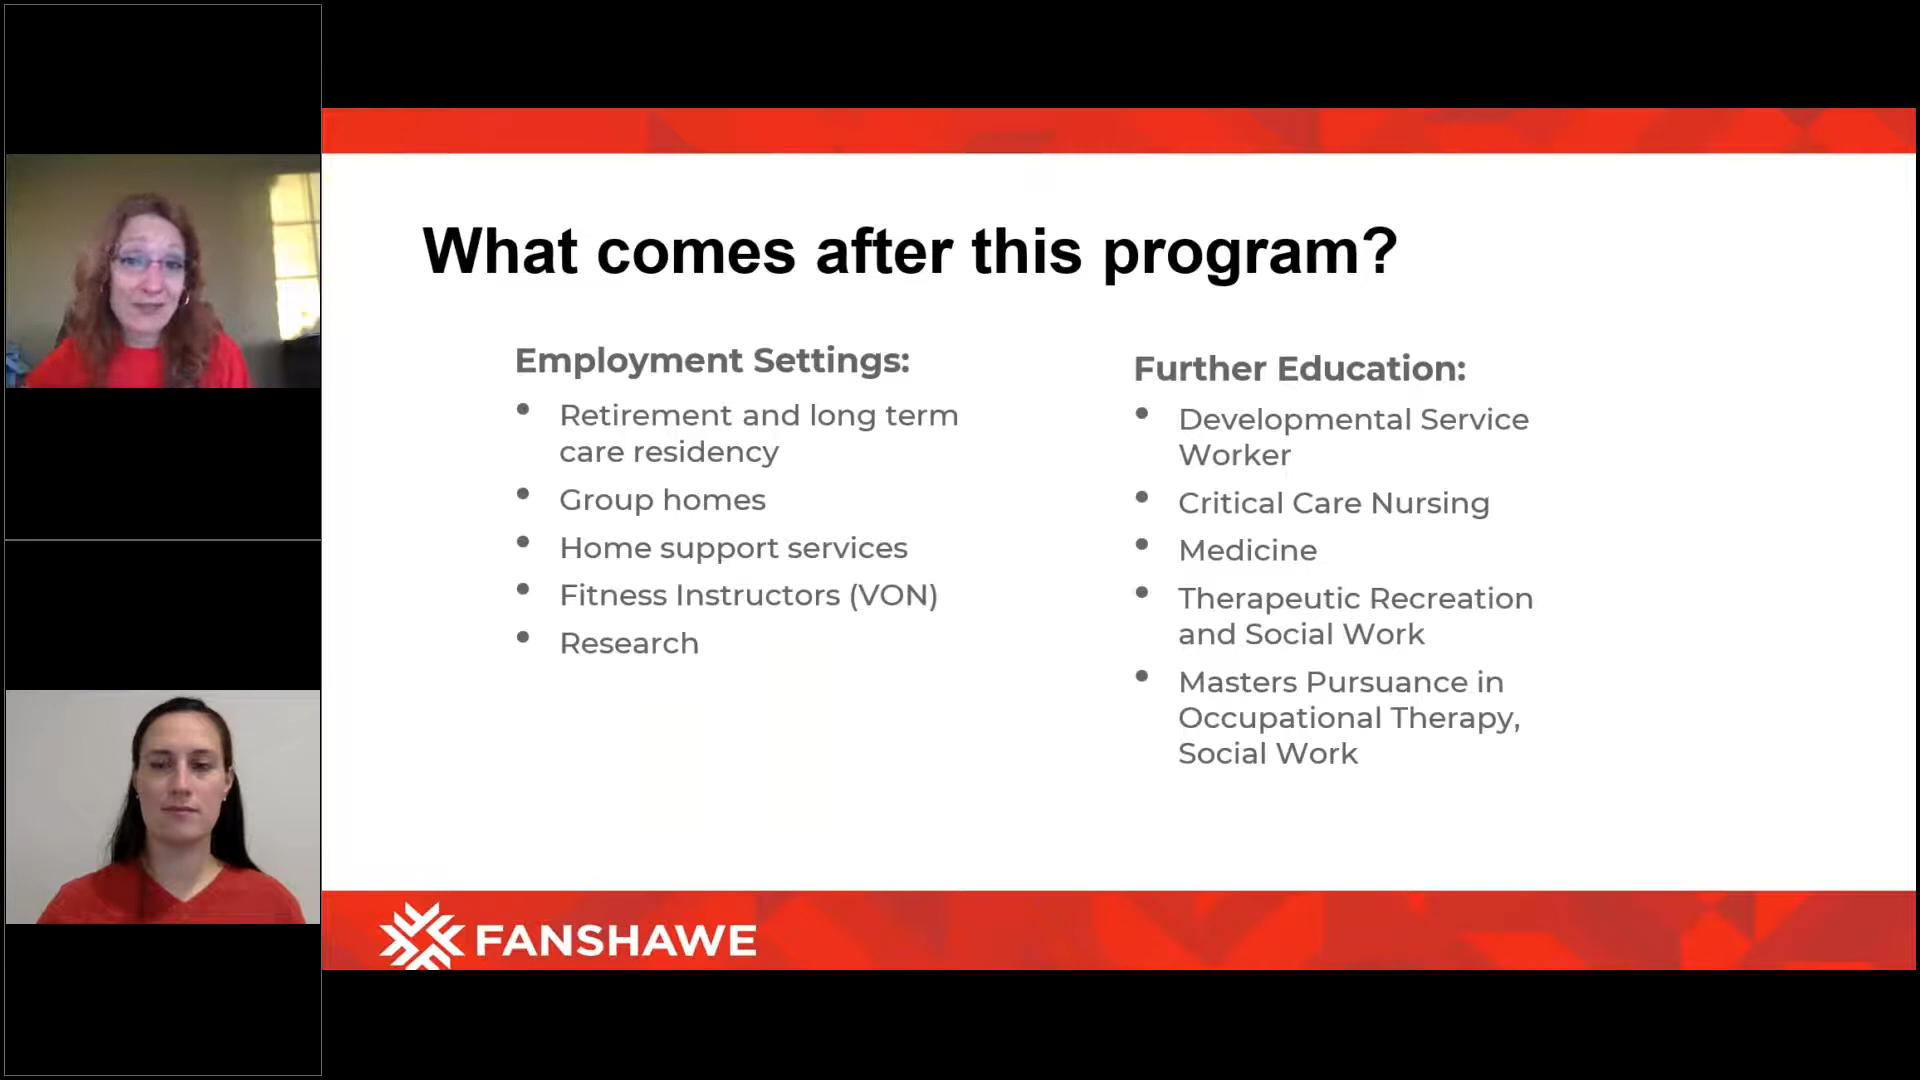 What comes after this program?
Employment Settings:
• Retirement and long term
care residency
• Group homes
• Home support services
• Fitness Instructors (VON)
• Research
Further Education:
• Developmental Service
Worker
• Critical Care Nursing
• Medicine
• Therapeutic Recreation
and Social Work
• Masters Pursuance in
Occupational Therapy,
Social Work
FANSHAWE